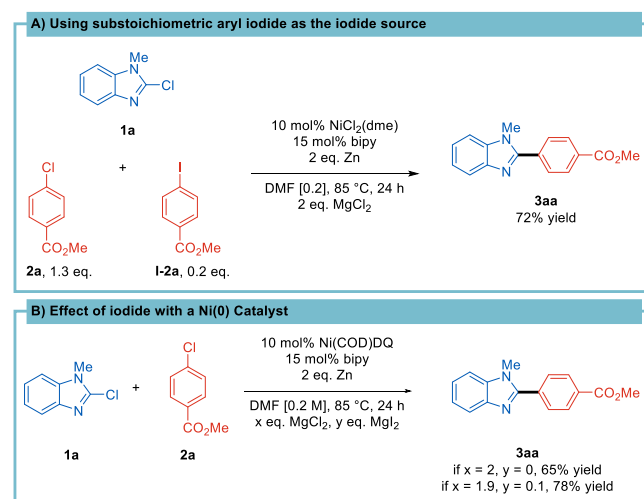 A) Using substoichiometric aryl iodide as the iodide source
Me
N
Cl
N
1a
+
Cl
CO2Me
2a, 1.3 eq.
I
CO2Me
I-2a, 0.2 eq.
10 mol% NiCl2(dme)
15 mol% bipy
2 eq. Zn
DMF [0.2], 85 °C, 24 h
2 eq. MgCl2
Me
N
N
CO2Me
3aa
72% yield
B) Effect of iodide with a Ni(0) Catalyst
Me
N
Cl
N
1a
+
Cl
CO2Me
2a
10 mol% Ni(COD)DQ
15 mol% bipy
2 eq. Zn
DMF [0.2 M], 85 °C, 24 h
x eq. MgCl2, y eq. MgI2
Me
N
N
CO2Me
3aa
if x = 2, y = 0, 65% yield
if x = 1.9, y = 0.1, 78% yield